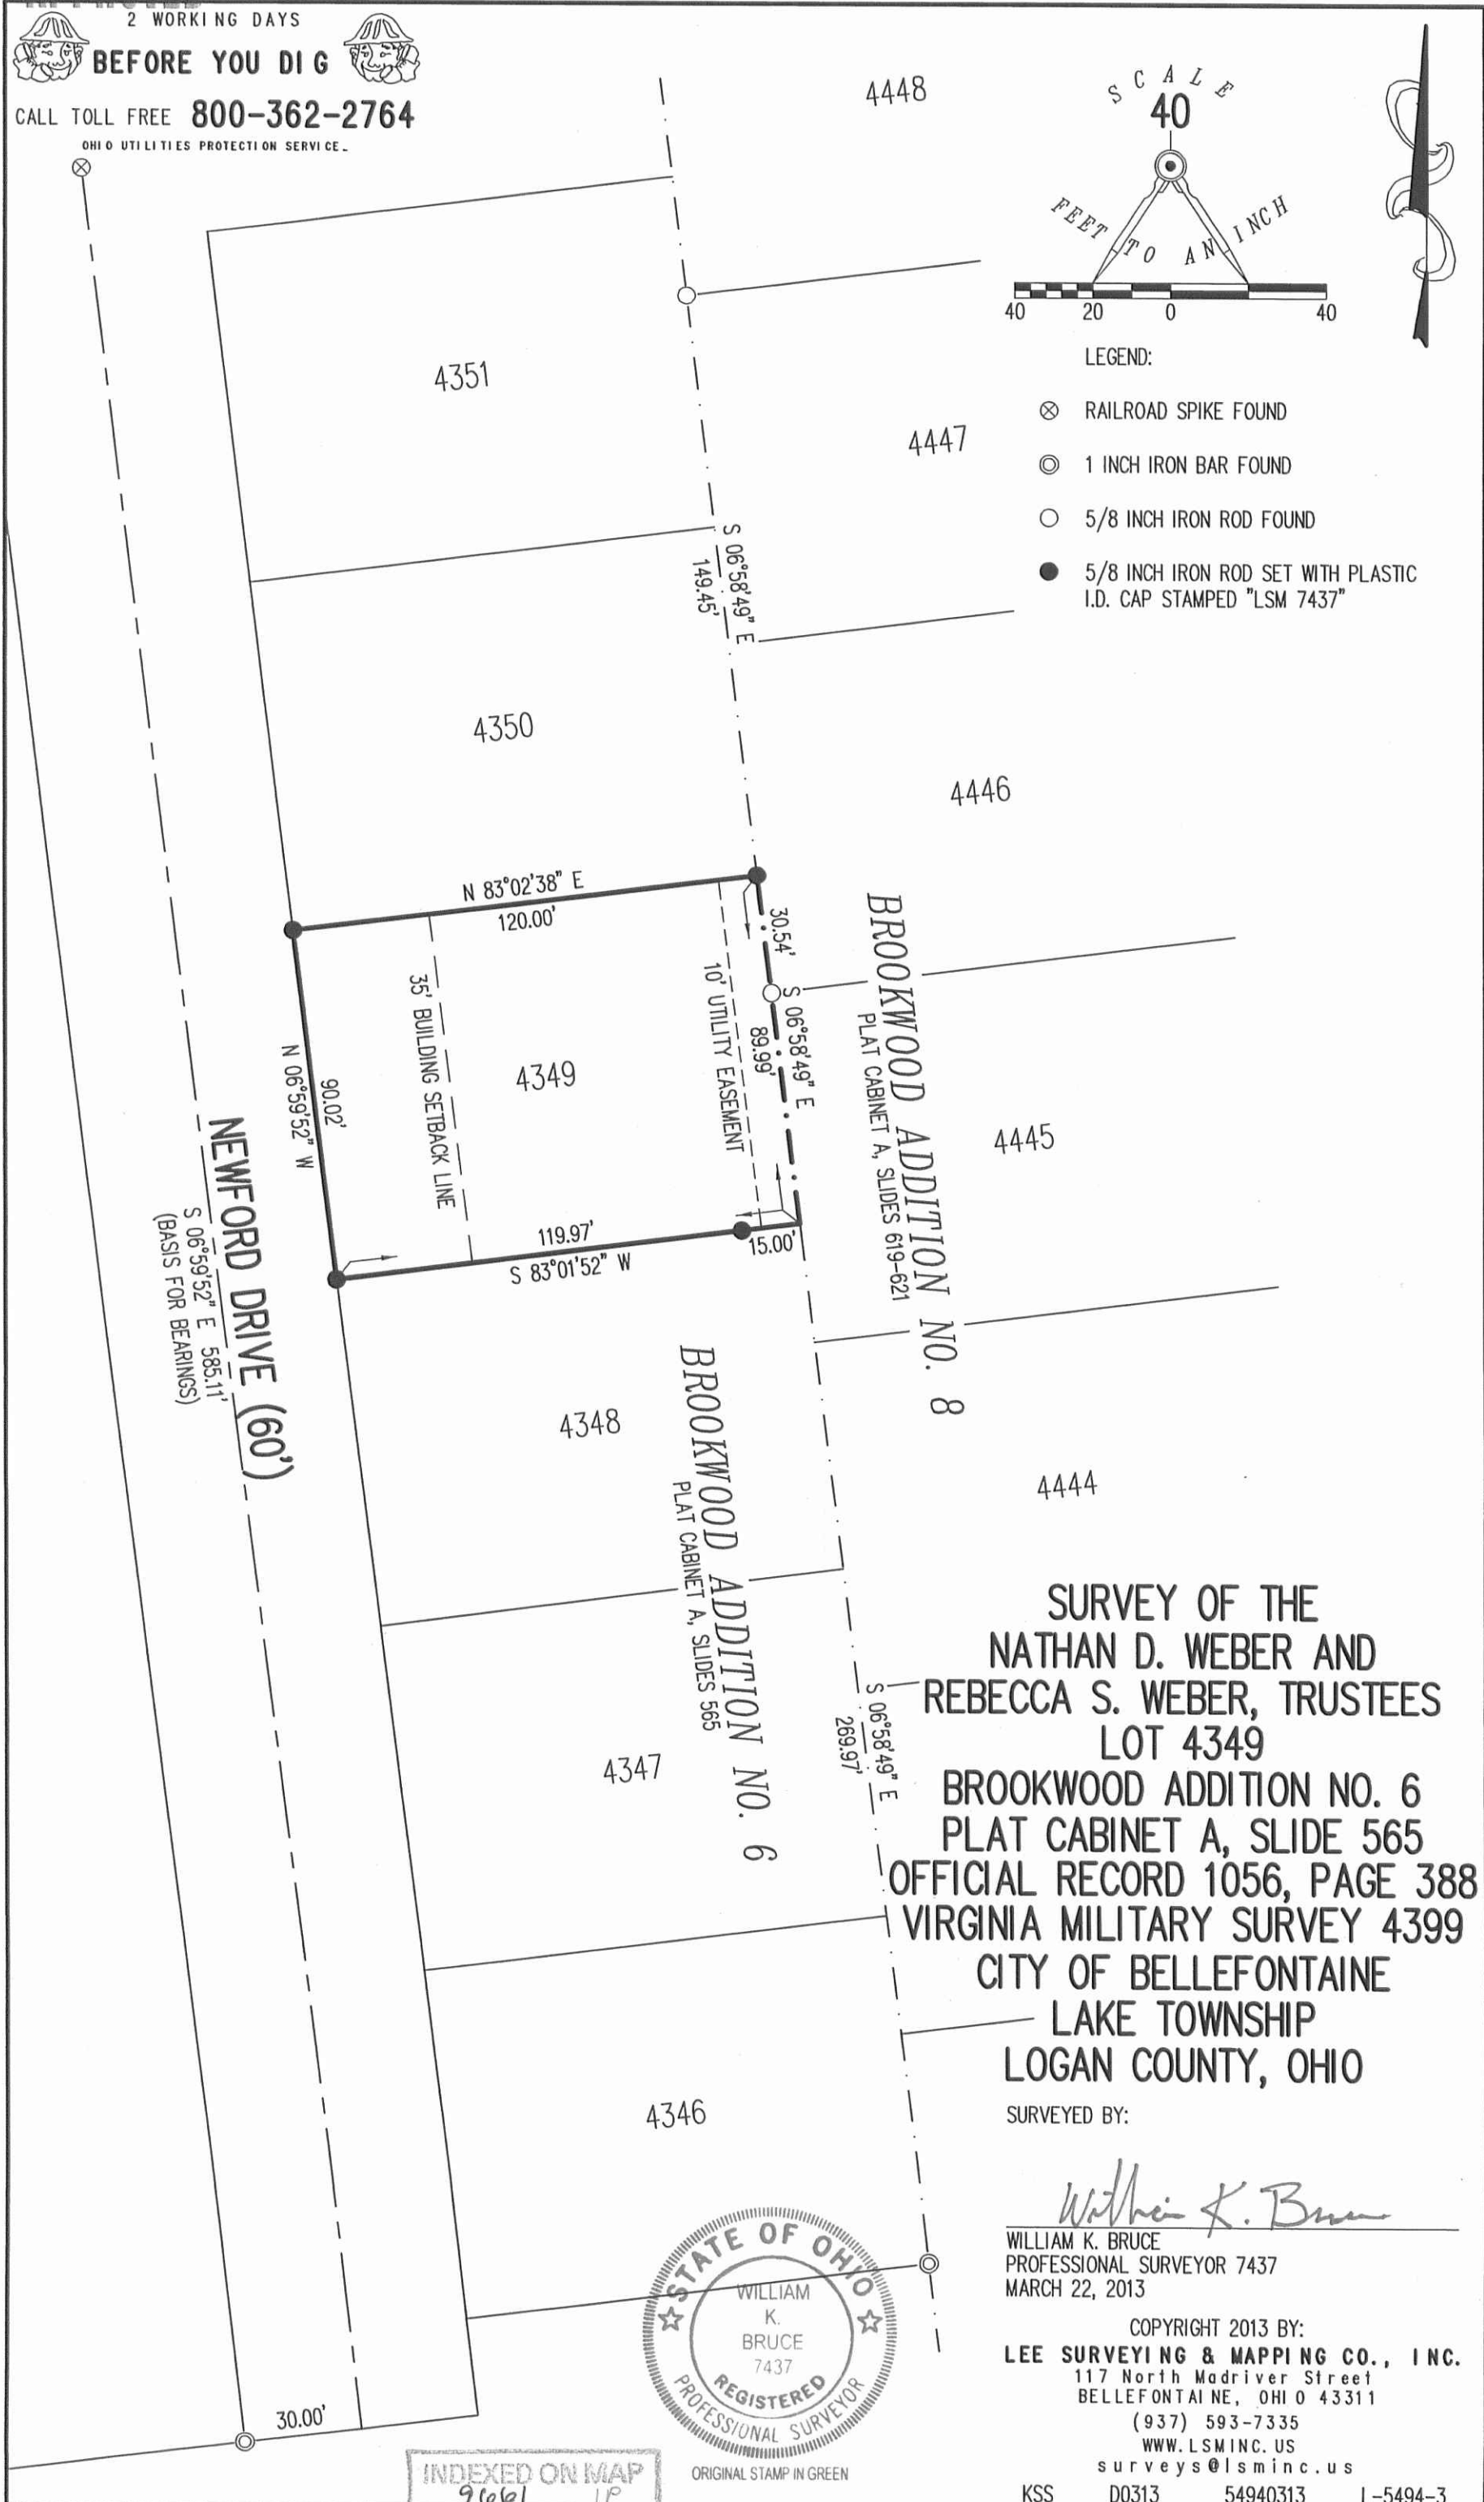 2 WORKING DAYS
BEFORE YOU DIG
CALL TOLL FREE 800-362-2764
OHIO UTILITIES PROTECTION SERVICE.
SCALE
40
FEET TO AN INCH
40 20 0 40
LEGEND:
RAILROAD SPIKE FOUND
1 INCH IRON BAR FOUND
5/8 INCH IRON ROD FOUND
5/8 INCH IRON ROD SET WITH PLASTIC
I.D. CAP STAMPED "LSM 7437"
4448
4351
4447
S 06°58'49" E
149.45'
4350
4446
N 83°02'38" E
120.00'
30.54'
S 06°58'49" E
89.99'
10' UTILITY EASEMENT
35' BUILDING SETBACK LINE
4349
90.02'
N 06°59'52" W
119.97'
S 83°01'52" W
15.00'
BROOKWOOD ADDITION NO. 8
PLAT CABINET A, SLIDES 619-621
4445
NEWFORD DRIVE (60')
S 06°59'52" E 585.11'
(BASIS FOR BEARINGS)
4348
4444
BROOKWOOD ADDITION NO. 6
PLAT CABINET A, SLIDES 565
4347
S 06°58'49" E
269.97'
4346
30.00'
SURVEY OF THE
NATHAN D. WEBER AND
REBECCA S. WEBER, TRUSTEES
LOT 4349
BROOKWOOD ADDITION NO. 6
PLAT CABINET A, SLIDE 565
OFFICIAL RECORD 1056, PAGE 388
VIRGINIA MILITARY SURVEY 4399
CITY OF BELLEFONTAINE
LAKE TOWNSHIP
LOGAN COUNTY, OHIO
SURVEYED BY:
William K. Bruce
WILLIAM K. BRUCE
PROFESSIONAL SURVEYOR 7437
MARCH 22, 2013
STATE OF OHIO
WILLIAM
K.
BRUCE
7437
REGISTERED
PROFESSIONAL SURVEYOR
ORIGINAL STAMP IN GREEN
INDEXED ON MAP
9661
COPYRIGHT 2013 BY:
LEE SURVEYING & MAPPING CO., INC.
117 North Madriver Street
BELLEFONTAINE, OHIO 43311
(937) 593-7335
WWW.LSMINC.US
surveys@lsminc.us
KSS D0313 54940313 L-5494-3